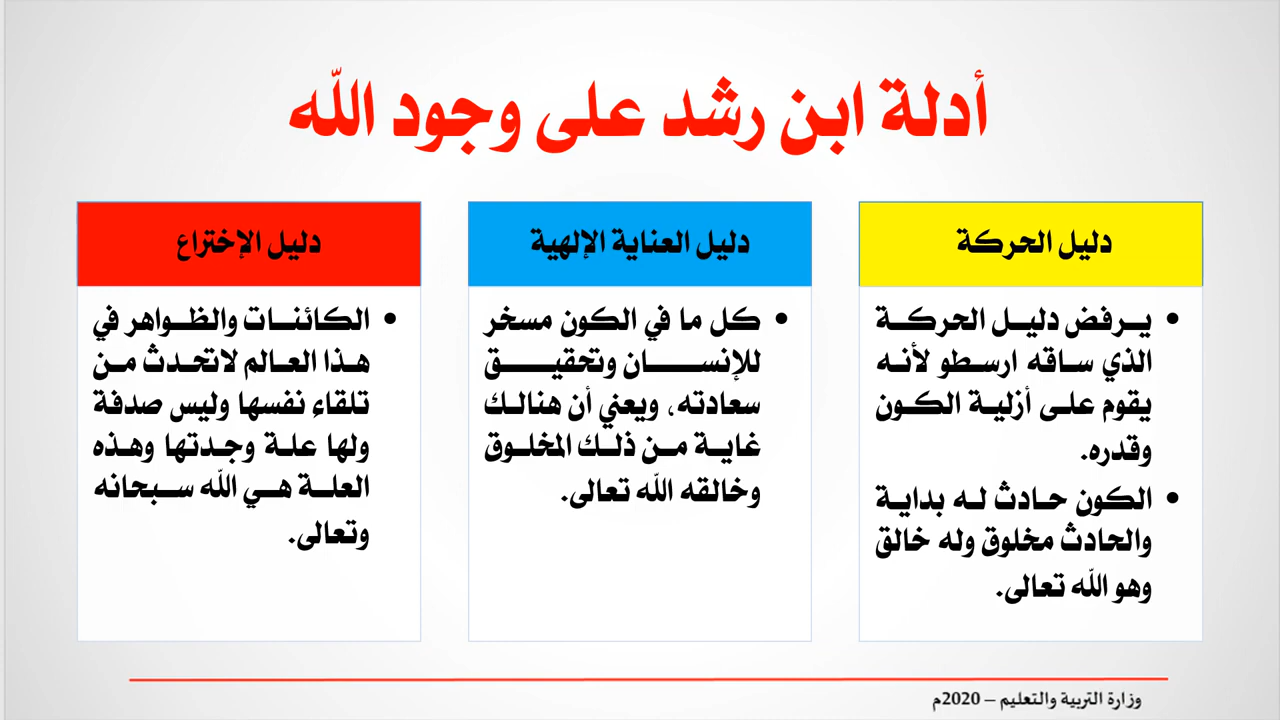 أدلة ابن رشد على وجود الله
دليل الحركة
• يرفض دليل الحركة
الذي ساقه ارسطو لأنه
يقوم على أزلية الكون
وقدره.
• الكون حادث له بداية
والحادث مخلوق وله خالق
وهو الله تعالى.
دليل العناية الإلهية
• كل ما في الكون مسخر
للإنسان وتحقيق
سعادته، ويعني أن هنالك
غاية من ذلك المخلوق
وخالقه الله تعالى.
دليل الإختراع
• الكائنات والظواهر في
هذا العالم لاتحدث من
تلقاء نفسها وليس صدفة
ولها علة وجدتها وهذه
العلة هي الله سبحانه
وتعالى.
وزارة التربية والتعليم – 2020م